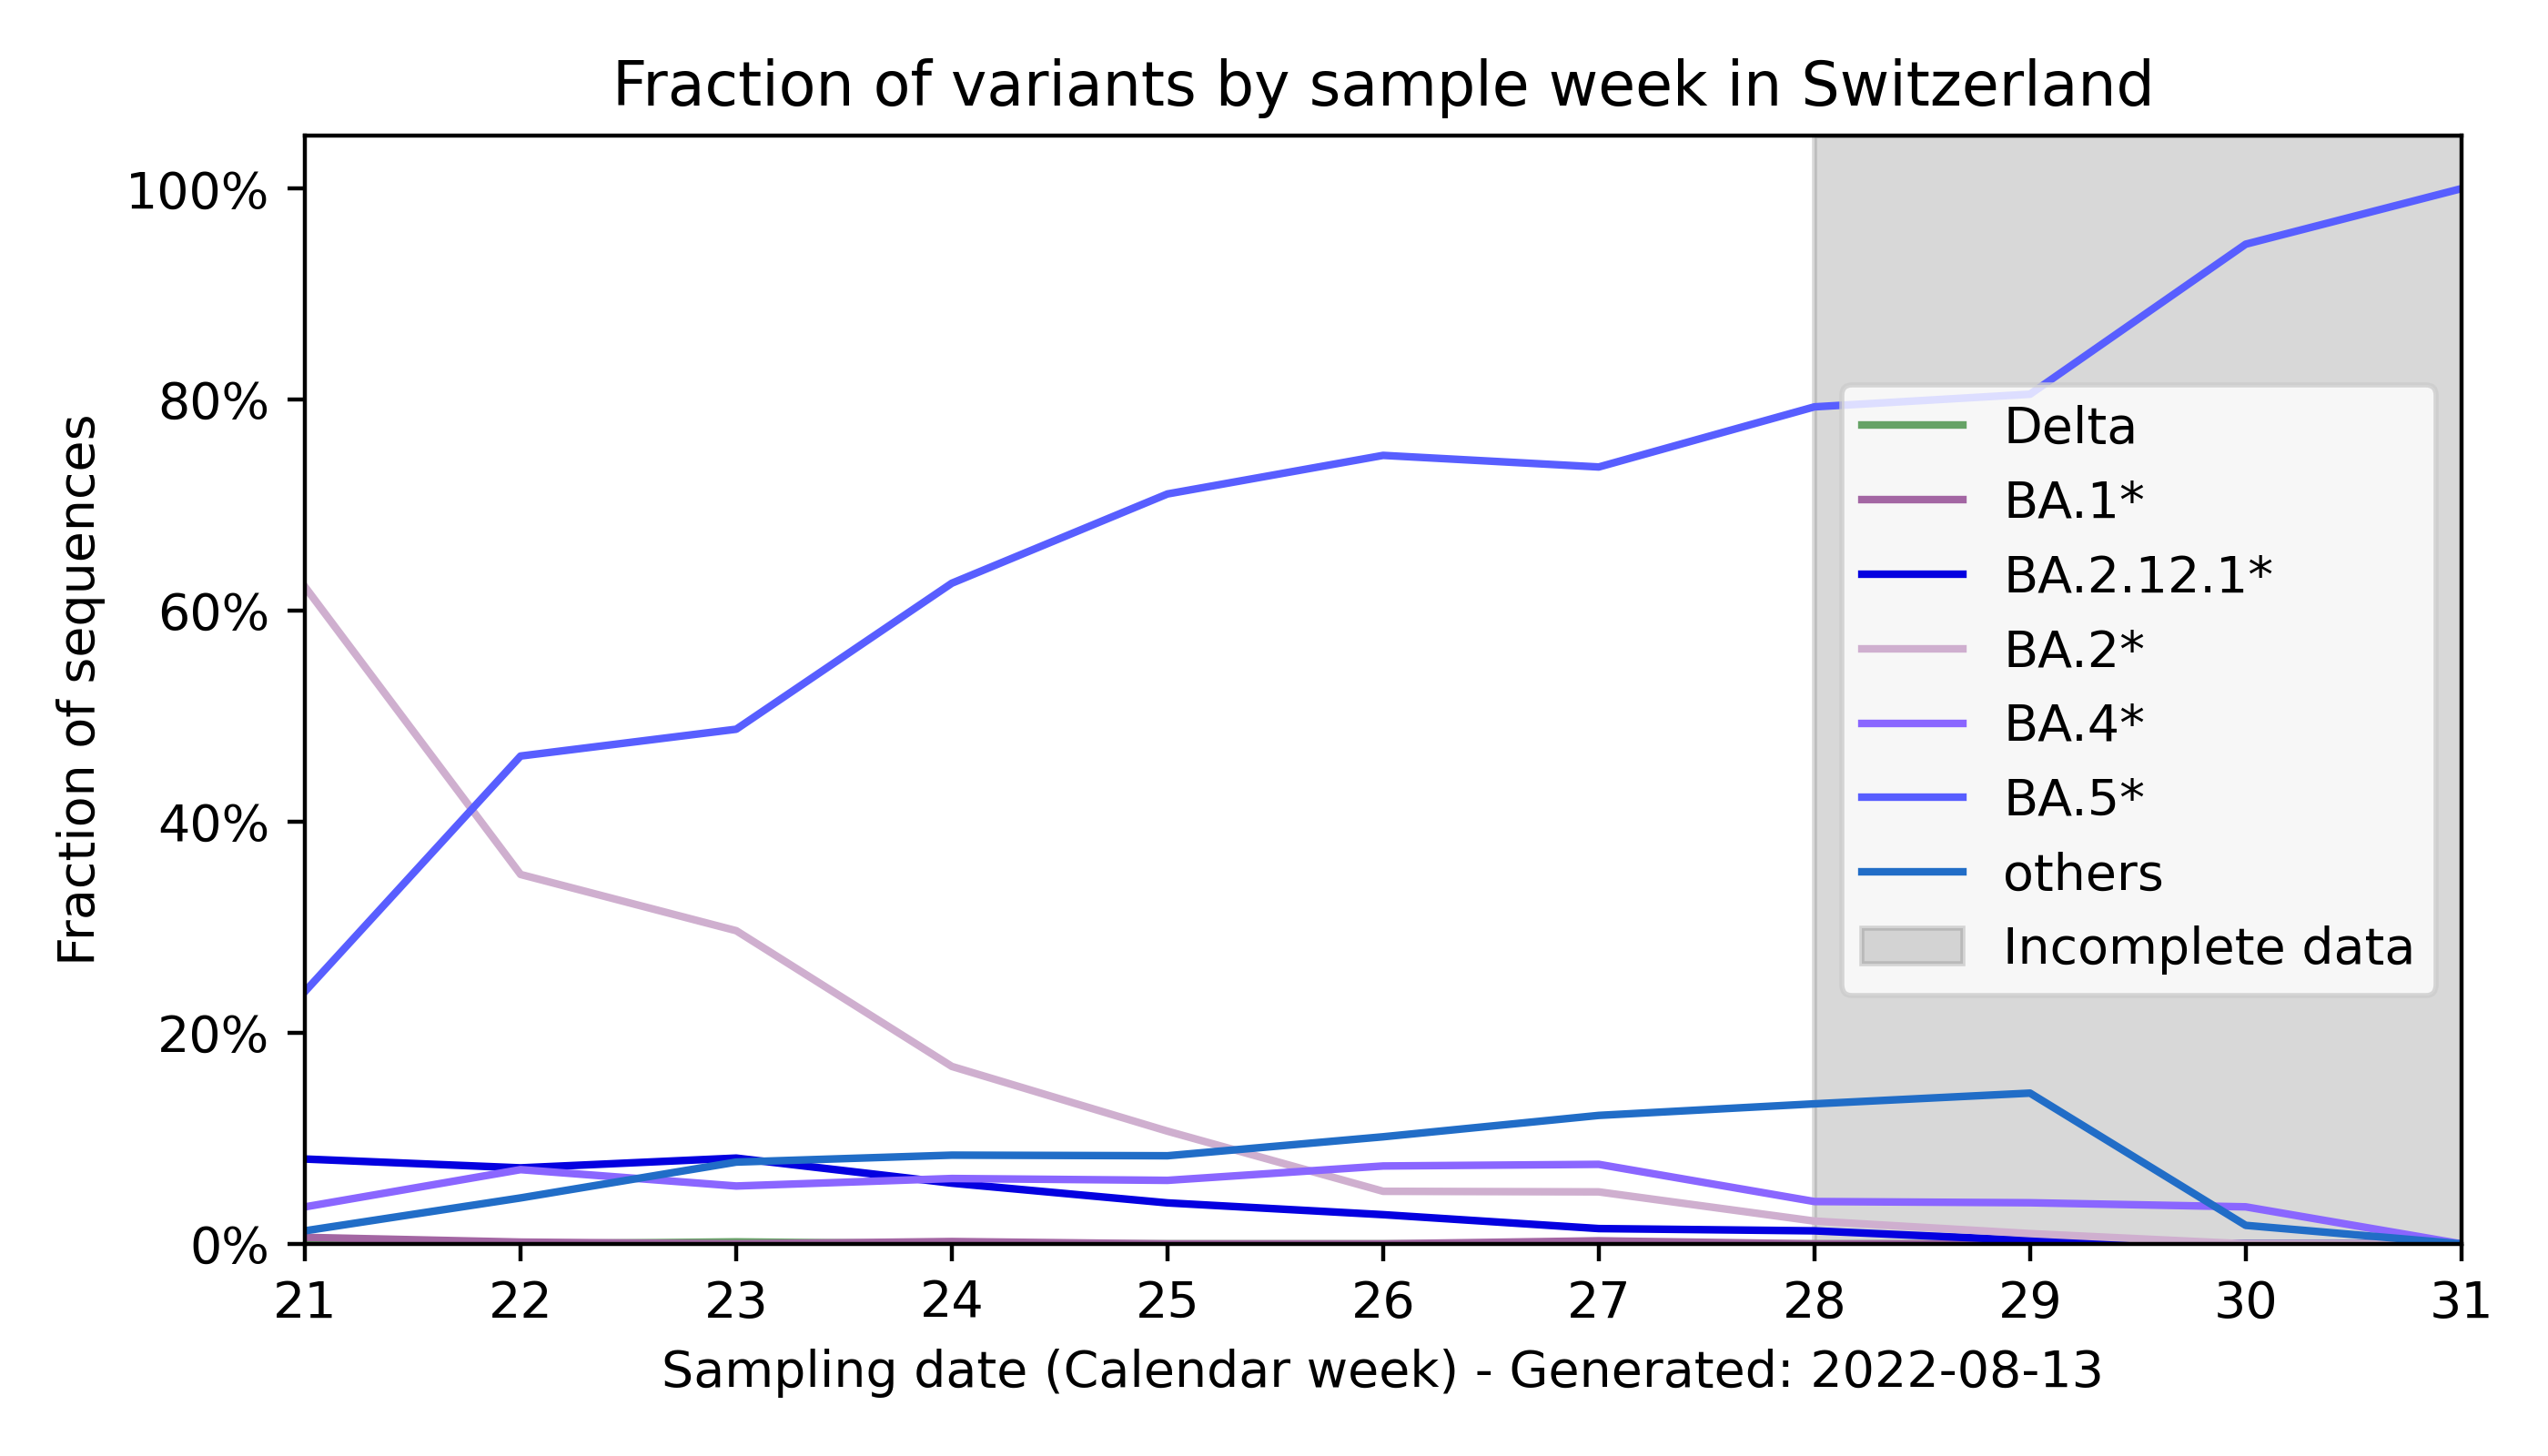 Fraction of variants by sample week in Switzerland
Fraction of sequences
100%
80%
60%
40%
20%
0%
21 22 23 24 25 26 27 28 29 30 31
Sampling date (Calendar week) - Generated: 2022-08-13
Delta
BA.1*
BA.2.12.1*
BA.2*
BA.4*
BA.5*
others
Incomplete data